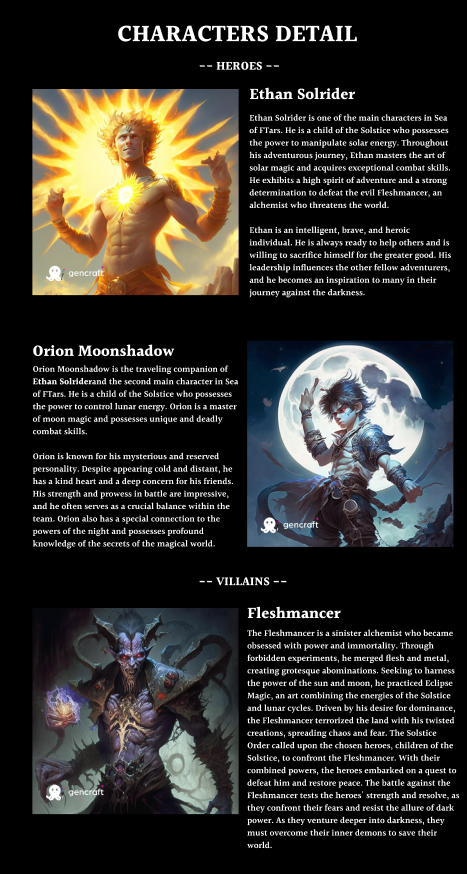 CHARACTERS DETAIL
~~ HEROES ~~
Ethan Solrider
Ethan Solrider is one of the main characters in Sea
of FTars. He is a child of the Solstice who possesses
the power to manipulate solar energy. Throughout
his adventurous journey, Ethan masters the art of
solar magic and acquires exceptional combat skills.
He exhibits a high spirit of adventure and a strong
determination to defeat the evil Fleshmancer, an
alchemist who threatens the world.
Ethan is an intelligent, brave, and heroic
individual. He is always ready to help others and is
willing to sacrifice himself for the greater good. His
leadership influences the other fellow adventurers,
and he becomes an inspiration to many in their
journey against the darkness.
gencraft
Orion Moonshadow
Orion Moonshadow is the traveling companion of
Ethan Solriderand the second main character in Sea
of FTars. He is a child of the Solstice who possesses
the power to control lunar energy. Orion is a master
of moon magic and possesses unique and deadly
combat skills.
Orion is known for his mysterious and reserved
personality. Despite appearing cold and distant, he
has a kind heart and a deep concern for his friends.
His strength and prowess in battle are impressive,
and he often serves as a crucial balance within the
team. Orion also has a special connection to the
powers of the night and possesses profound
knowledge of the secrets of the magical world.
gencraft
~~ VILLAINS ~~
Fleshmancer
The Fleshmancer is a sinister alchemist who became
obsessed with power and immortality. Through
forbidden experiments, he merged flesh and metal,
creating grotesque abominations. Seeking to harness
the power of the sun and moon, he practiced Eclipse
Magic, an art combining the energies of the Solstice
and lunar cycles. Driven by his desire for dominance,
the Fleshmancer terrorized the land with his twisted
creations, spreading chaos and fear. The Solstice
Order called upon the chosen heroes, children of the
Solstice, to confront the Fleshmancer. With their
combined powers, the heroes embarked on a quest to
defeat him and restore peace. The battle against the
Fleshmancer tests the heroes' strength and resolve, as
they confront their fears and resist the allure of dark
power. As they venture deeper into darkness, they
must overcome their inner demons to save their
world.
gencraft